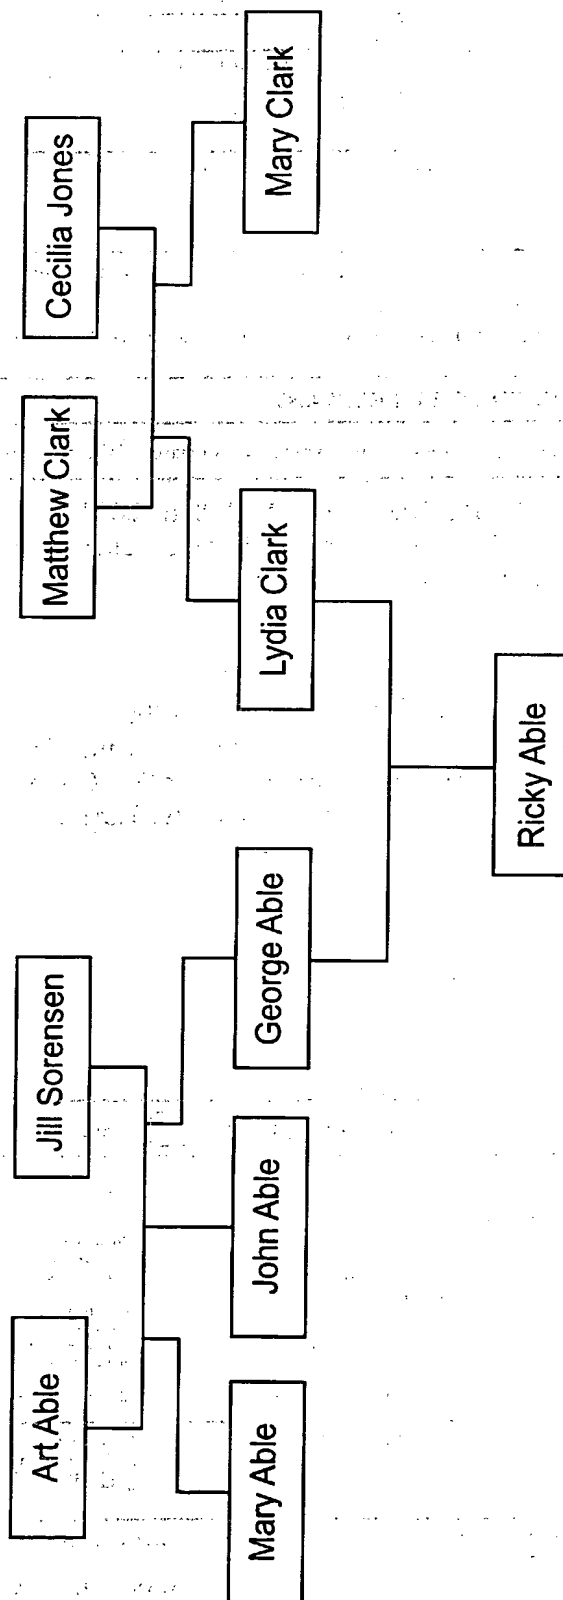 Art Able
Jill Sorensen
Matthew Clark
Cecilia Jones
Mary Able
John Able
George Able
Lydia Clark
Mary Clark
Ricky Able